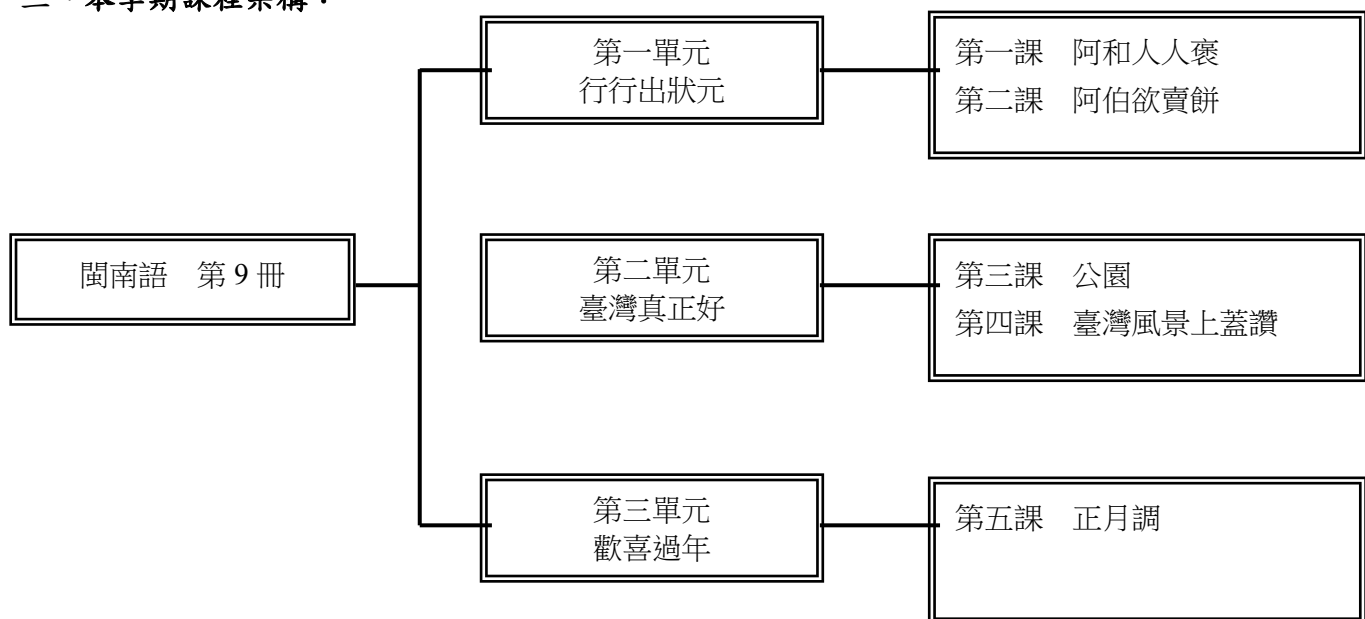 本學期課程架構：
第一單元
行行出狀元
第一課　阿和人人褒
第二課　阿伯欲賣餅
閩南語　第 9 冊
第二單元
臺灣真正好
第三課　公園
第四課　臺灣風景上蓋讚
第三單元
歡喜過年
第五課　正月調